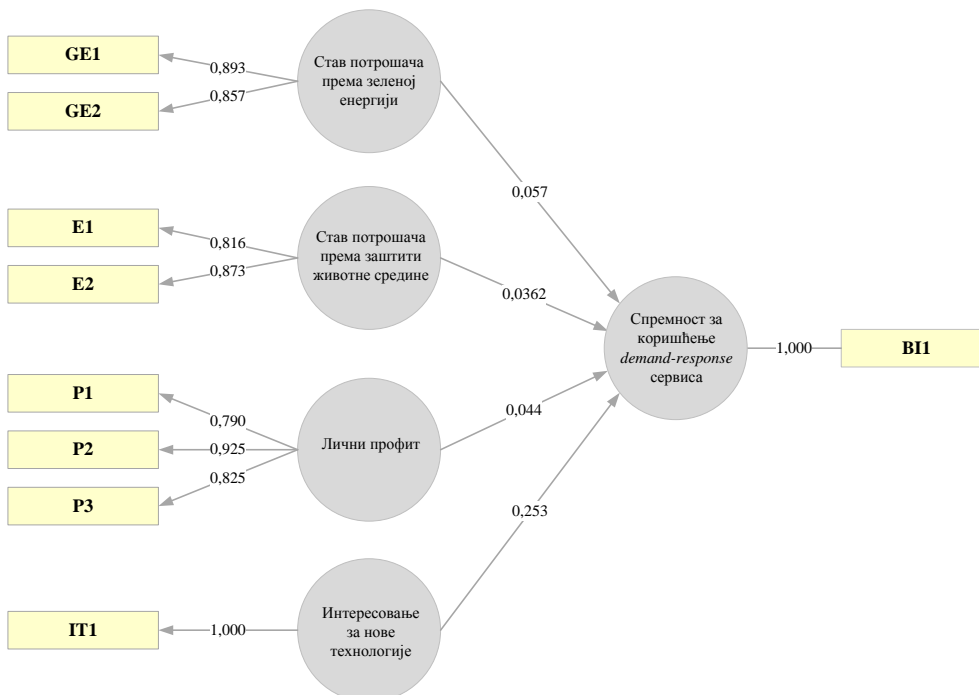 GE1
0,893
GE2
0,857
Став потрошача
према зеленој
енергији
0,057
E1
0,816
E2
0,873
Став потрошача
према заштити
животне средине
0,0362
P1
0,790
P2
0,925
P3
0,825
Лични профит
0,044
IT1
1,000
Интересовање
за нове
технологије
0,253
Спремност за
коришћење
demand-response
сервиса
1,000
BI1